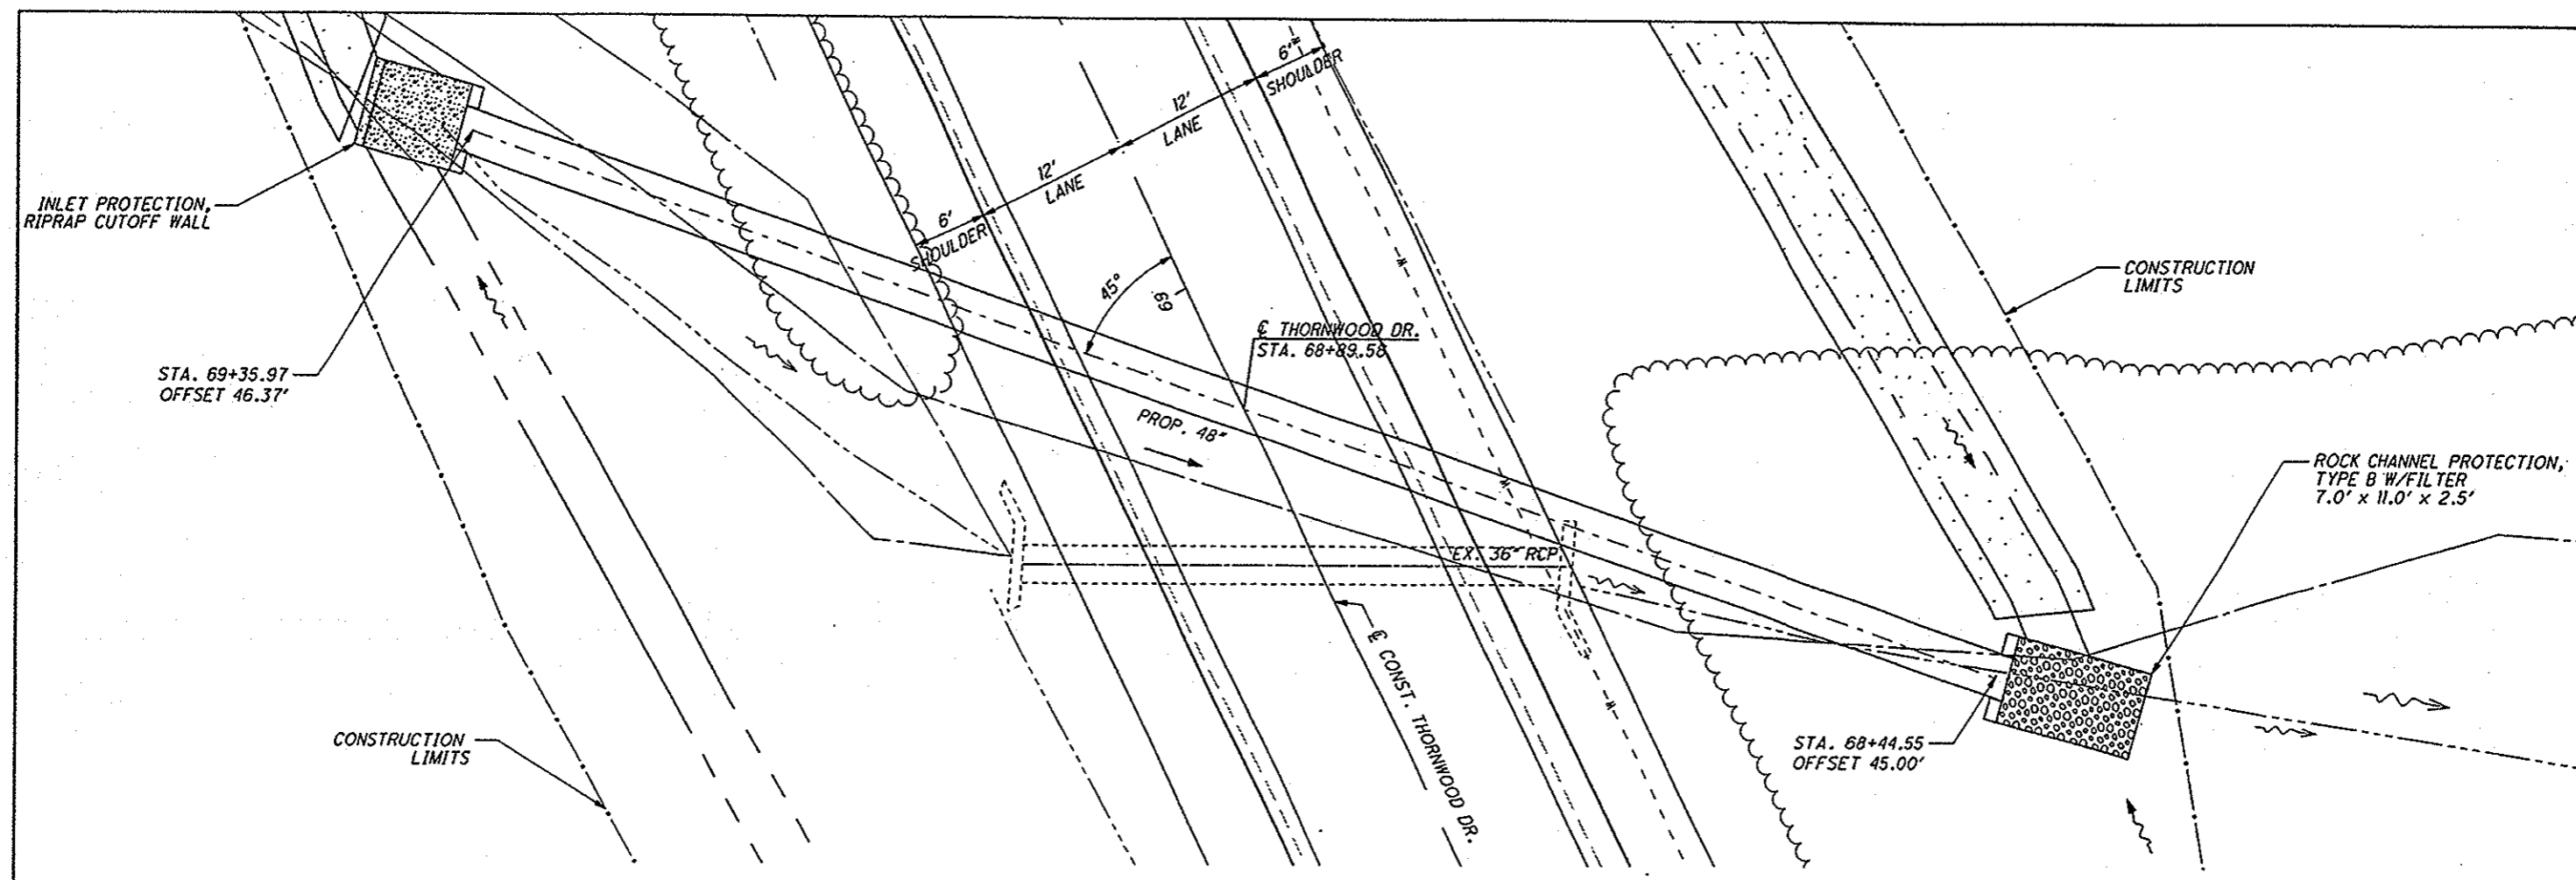 6'"
SHOULDER
12'
LANE
12'
LANE
6'
SHOULDER
INLET PROTECTION,
RIPRAP CUTOFF WALL
45°
69
CONSTRUCTION
LIMITS
℄ THORNWOOD DR.
STA. 68+89.58
STA. 69+35.97
OFFSET 46.37'
PROP. 48"
ROCK CHANNEL PROTECTION,
TYPE B W/FILTER
7.0' x 11.0' x 2.5'
EX. 36" RCP
℄ CONST. THORNWOOD DR.
CONSTRUCTION
LIMITS
STA. 68+44.55
OFFSET 45.00'